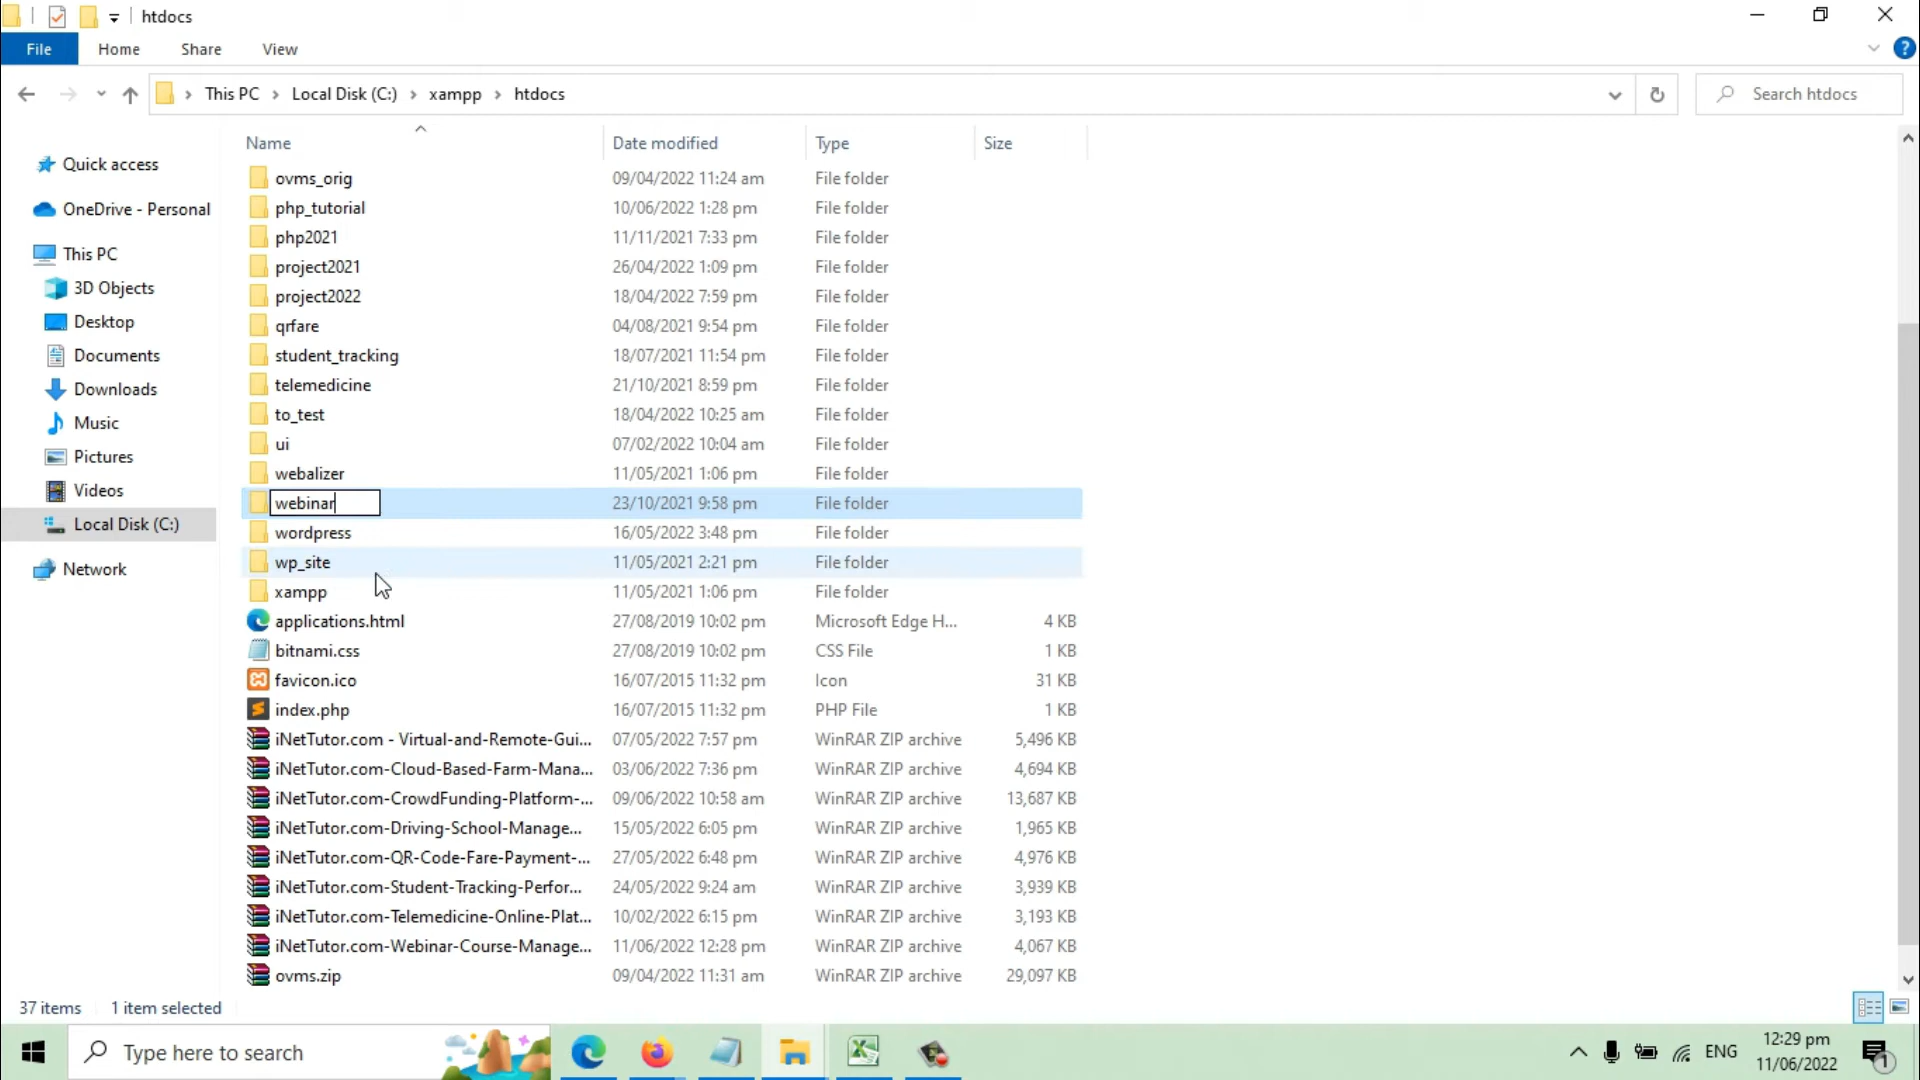 htdocs
File Home Share View
This PC Local Disk (C:) xampp htdocs Search htdocs
Name Date modified Type Size
Quick access
OneDrive - Personal
This PC
3D Objects
Desktop
Documents
Downloads
Music
Pictures
Videos
Local Disk (C:)
Network
ovms_orig 09/04/2022 11:24 am File folder
php_tutorial 10/06/2022 1:28 pm File folder
php2021 11/11/2021 7:33 pm File folder
project2021 26/04/2022 1:09 pm File folder
project2022 18/04/2022 7:59 pm File folder
qrfare 04/08/2021 9:54 pm File folder
student_tracking 18/07/2021 11:54 pm File folder
telemedicine 21/10/2021 8:59 pm File folder
to_test 18/04/2022 10:25 am File folder
ui 07/02/2022 10:04 am File folder
webalizer 11/05/2021 1:06 pm File folder
webinar 23/10/2021 9:58 pm File folder
wordpress 16/05/2022 3:48 pm File folder
wp_site 11/05/2021 2:21 pm File folder
xampp 11/05/2021 1:06 pm File folder
applications.html 27/08/2019 10:02 pm Microsoft Edge H... 4 KB
bitnami.css 27/08/2019 10:02 pm CSS File 1 KB
favicon.ico 16/07/2015 11:32 pm Icon 31 KB
index.php 16/07/2015 11:32 pm PHP File 1 KB
iNetTutor.com - Virtual-and-Remote-Gui... 07/05/2022 7:57 pm WinRAR ZIP archive 5,496 KB
iNetTutor.com-Cloud-Based-Farm-Mana... 03/06/2022 7:36 pm WinRAR ZIP archive 4,694 KB
iNetTutor.com-CrowdFunding-Platform-... 09/06/2022 10:58 am WinRAR ZIP archive 13,687 KB
iNetTutor.com-Driving-School-Manage... 15/05/2022 6:05 pm WinRAR ZIP archive 1,965 KB
iNetTutor.com-QR-Code-Fare-Payment-... 27/05/2022 6:48 pm WinRAR ZIP archive 4,976 KB
iNetTutor.com-Student-Tracking-Perfor... 24/05/2022 9:24 am WinRAR ZIP archive 3,939 KB
iNetTutor.com-Telemedicine-Online-Plat... 10/02/2022 6:15 pm WinRAR ZIP archive 3,193 KB
iNetTutor.com-Webinar-Course-Manage... 11/06/2022 12:28 pm WinRAR ZIP archive 4,067 KB
ovms.zip 09/04/2022 11:31 am WinRAR ZIP archive 29,097 KB
37 items 1 item selected
Type here to search
ENG
12:29 pm
11/06/2022
1